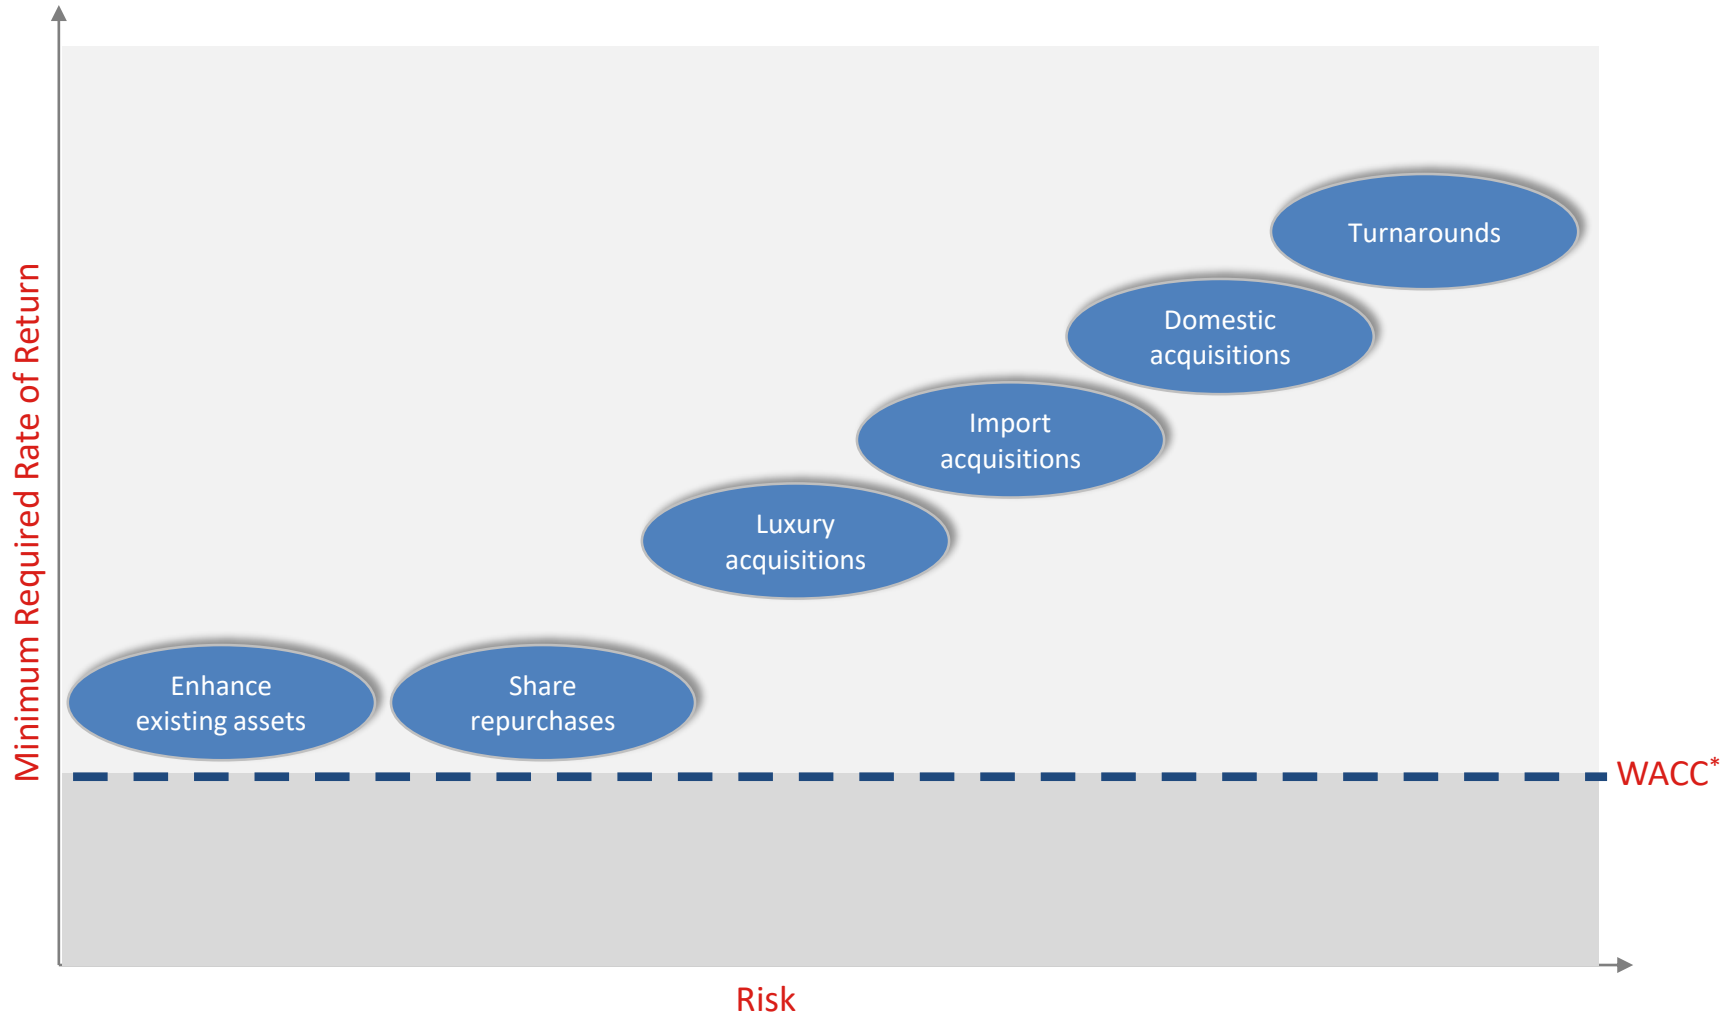 Minimum Required Rate of Return
Turnarounds
Domestic
acquisitions
Import
acquisitions
Luxury
acquisitions
Enhance
existing assets
Share
repurchases
WACC*
Risk